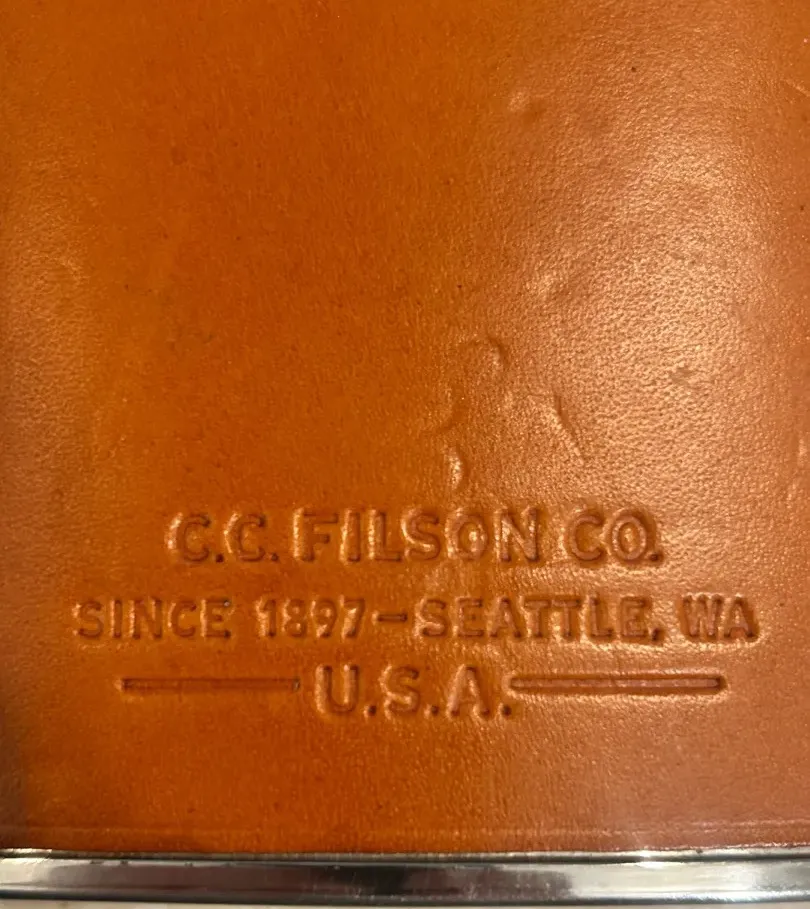 C.C. FILSON CO.
SINCE 1897–SEATTLE, WA
U.S.A.